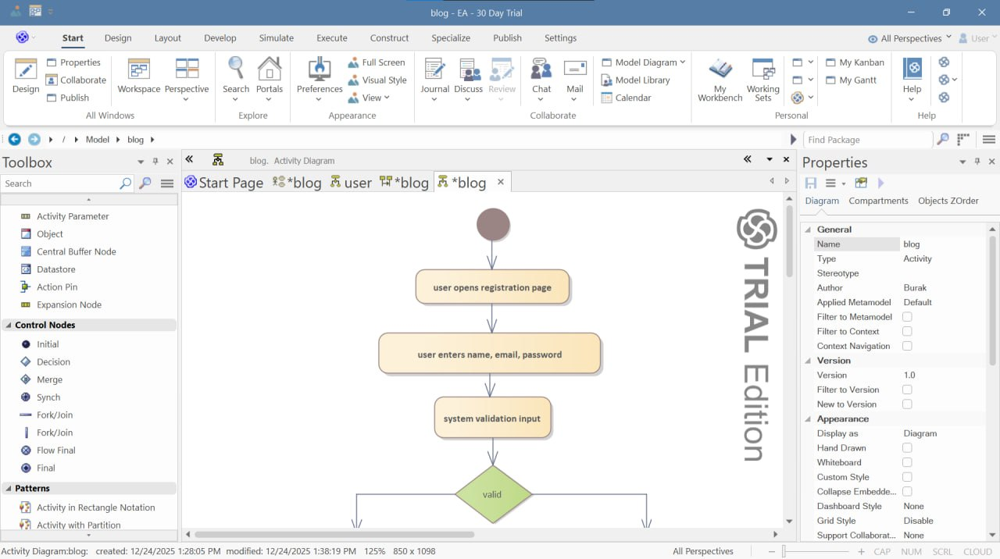 blog - EA - 30 Day Trial
Start Design Layout Develop Simulate Execute Construct Specialize Publish Settings All Perspectives User
Design Properties Collaborate Publish Workspace Perspective Search Portals Preferences Full Screen Visual Style View Journal Discuss Review Chat Mail Model Diagram Model Library Calendar My Workbench Working Sets My Kanban My Gantt Help
All Windows Explore Appearance Collaborate Personal Help
/ Model blog Find Package
Toolbox
Search
Activity Parameter
Object
Central Buffer Node
Datastore
Action Pin
Expansion Node
Control Nodes
Initial
Decision
Merge
Synch
Fork/Join
Fork/Join
Flow Final
Final
Patterns
Activity in Rectangle Notation
Activity with Partition
blog. Activity Diagram
Start Page *blog user *blog *blog
user opens registration page
user enters name, email, password
system validation input
valid
TRIAL Edition
Properties
Diagram Compartments Objects ZOrder
General
Name blog
Type Activity
Stereotype
Author Burak
Applied Metamodel Default
Filter to Metamodel
Filter to Context
Context Navigation
Version
Version 1.0
Filter to Version
New to Version
Appearance
Display as Diagram
Hand Drawn
Whiteboard
Custom Style
Collapse Embedde...
Dashboard Style None
Grid Style Disable
Support Collaborat... None
Activity Diagram:blog: created: 12/24/2025 1:28:05 PM modified: 12/24/2025 1:38:19 PM 125% 850 x 1098 All Perspectives CAP NUM SCRL CLOUD